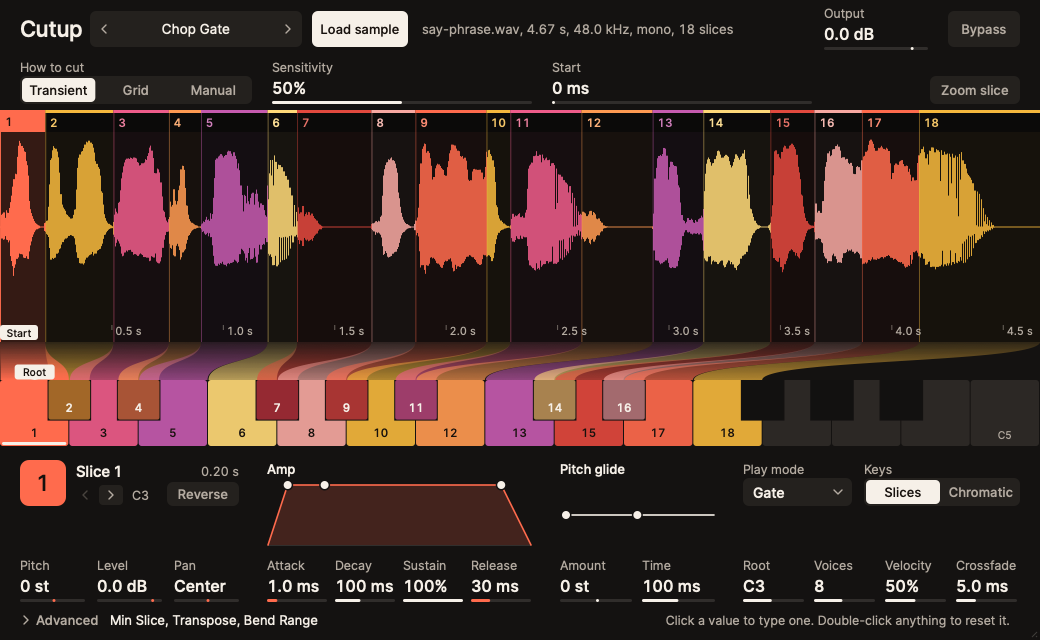 Cutup
Chop Gate
Load sample
say-phrase.wav, 4.67 s, 48.0 kHz, mono, 18 slices
Output
0.0 dB
Bypass
How to cut
Transient Grid Manual
Sensitivity
50%
Start
0 ms
Zoom slice
1 2 3 4 5 6 7 8 9 10 11 12 13 14 15 16 17 18
Start
0.5 s 1.0 s 1.5 s 2.0 s 2.5 s 3.0 s 3.5 s 4.0 s 4.5 s
Root
2 4 7 9 11 14 16
1 3 5 6 8 10 12 13 15 17 18 C5
1
Slice 1
0.20 s
C3
Reverse
Amp
Pitch glide
Play mode
Gate
Keys
Slices Chromatic
Pitch Level Pan Attack Decay Sustain Release Amount Time Root Voices Velocity Crossfade
0 st 0.0 dB Center 1.0 ms 100 ms 100% 30 ms 0 st 100 ms C3 8 50% 5.0 ms
Advanced Min Slice, Transpose, Bend Range
Click a value to type one. Double-click anything to reset it.